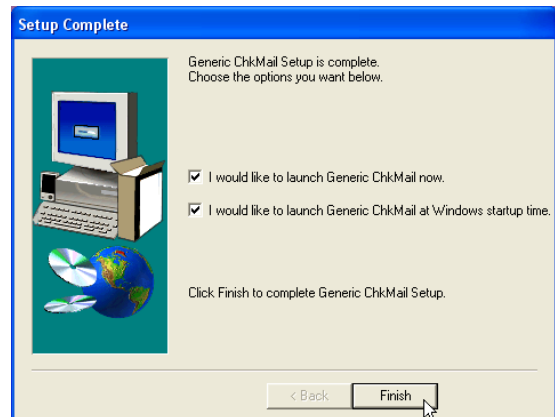 Setup Complete
Generic ChkMail Setup is complete.
Choose the options you want below.
I would like to launch Generic ChkMail now.
I would like to launch Generic ChkMail at Windows startup time.
Click Finish to complete Generic ChkMail Setup.
< Back
Finish